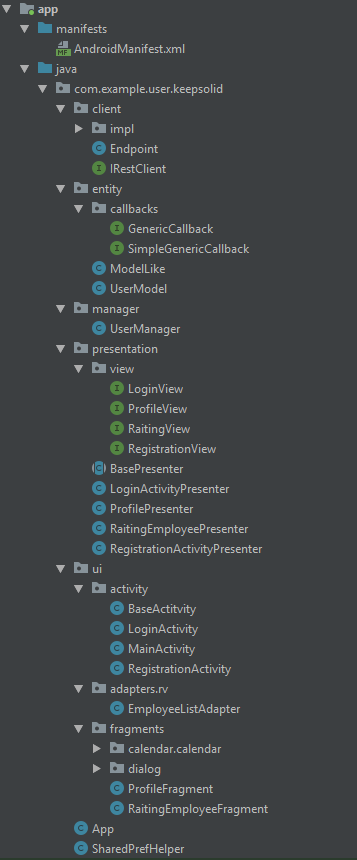 app
manifests
AndroidManifest.xml
java
com.example.user.keepsolid
client
impl
Endpoint
IRestClient
entity
callbacks
GenericCallback
SimpleGenericCallback
ModelLike
UserModel
manager
UserManager
presentation
view
LoginView
ProfileView
RaitingView
RegistrationView
BasePresenter
LoginActivityPresenter
ProfilePresenter
RaitingEmployeePresenter
RegistrationActivityPresenter
ui
activity
BaseActitvity
LoginActivity
MainActivity
RegistrationActivity
adapters.rv
EmployeeListAdapter
fragments
calendar.calendar
dialog
ProfileFragment
RaitingEmployeeFragment
App
SharedPrefHelper